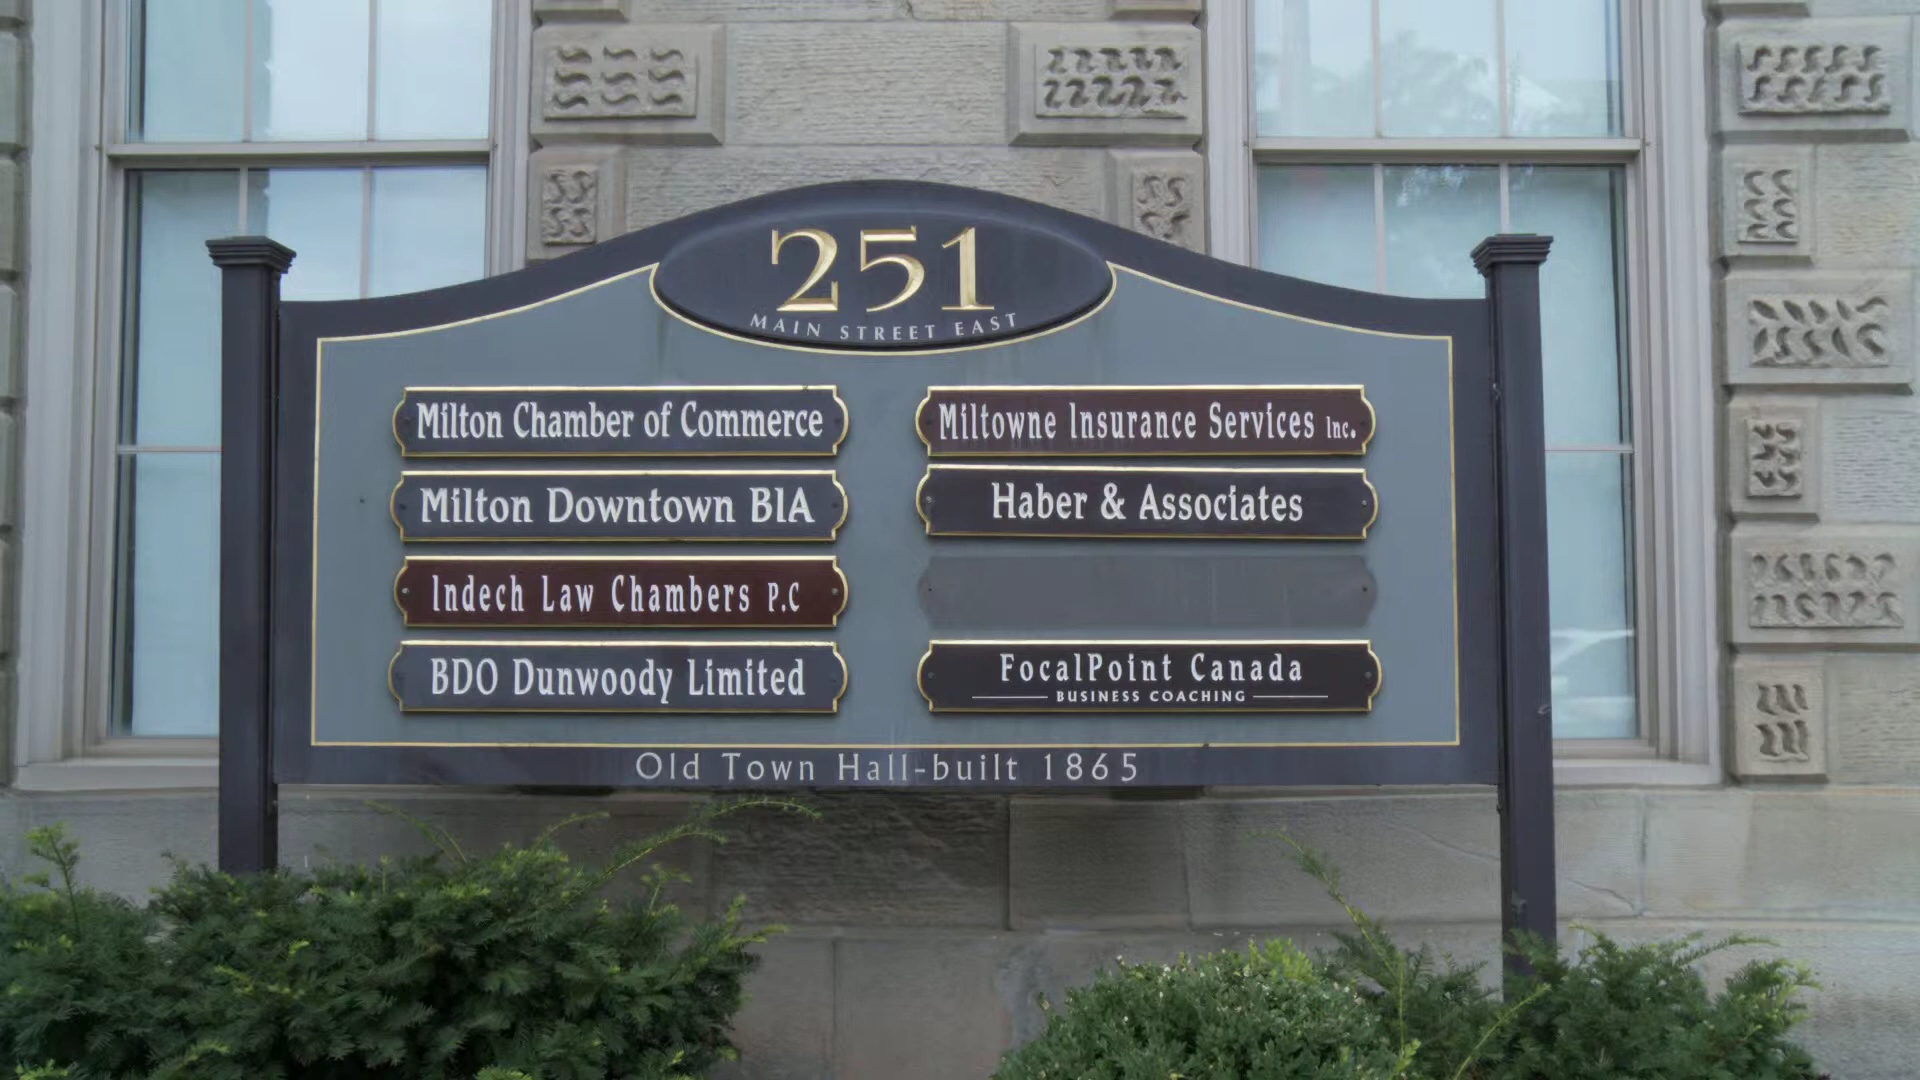 251
MAIN STREET EAST
Milton Chamber of Commerce
Milton Downtown BIA
Indech Law Chambers P.C
BDO Dunwoody Limited
Miltowne Insurance Services Inc.
Haber & Associates
FocalPoint Canada
BUSINESS COACHING
Old Town Hall-built 1865